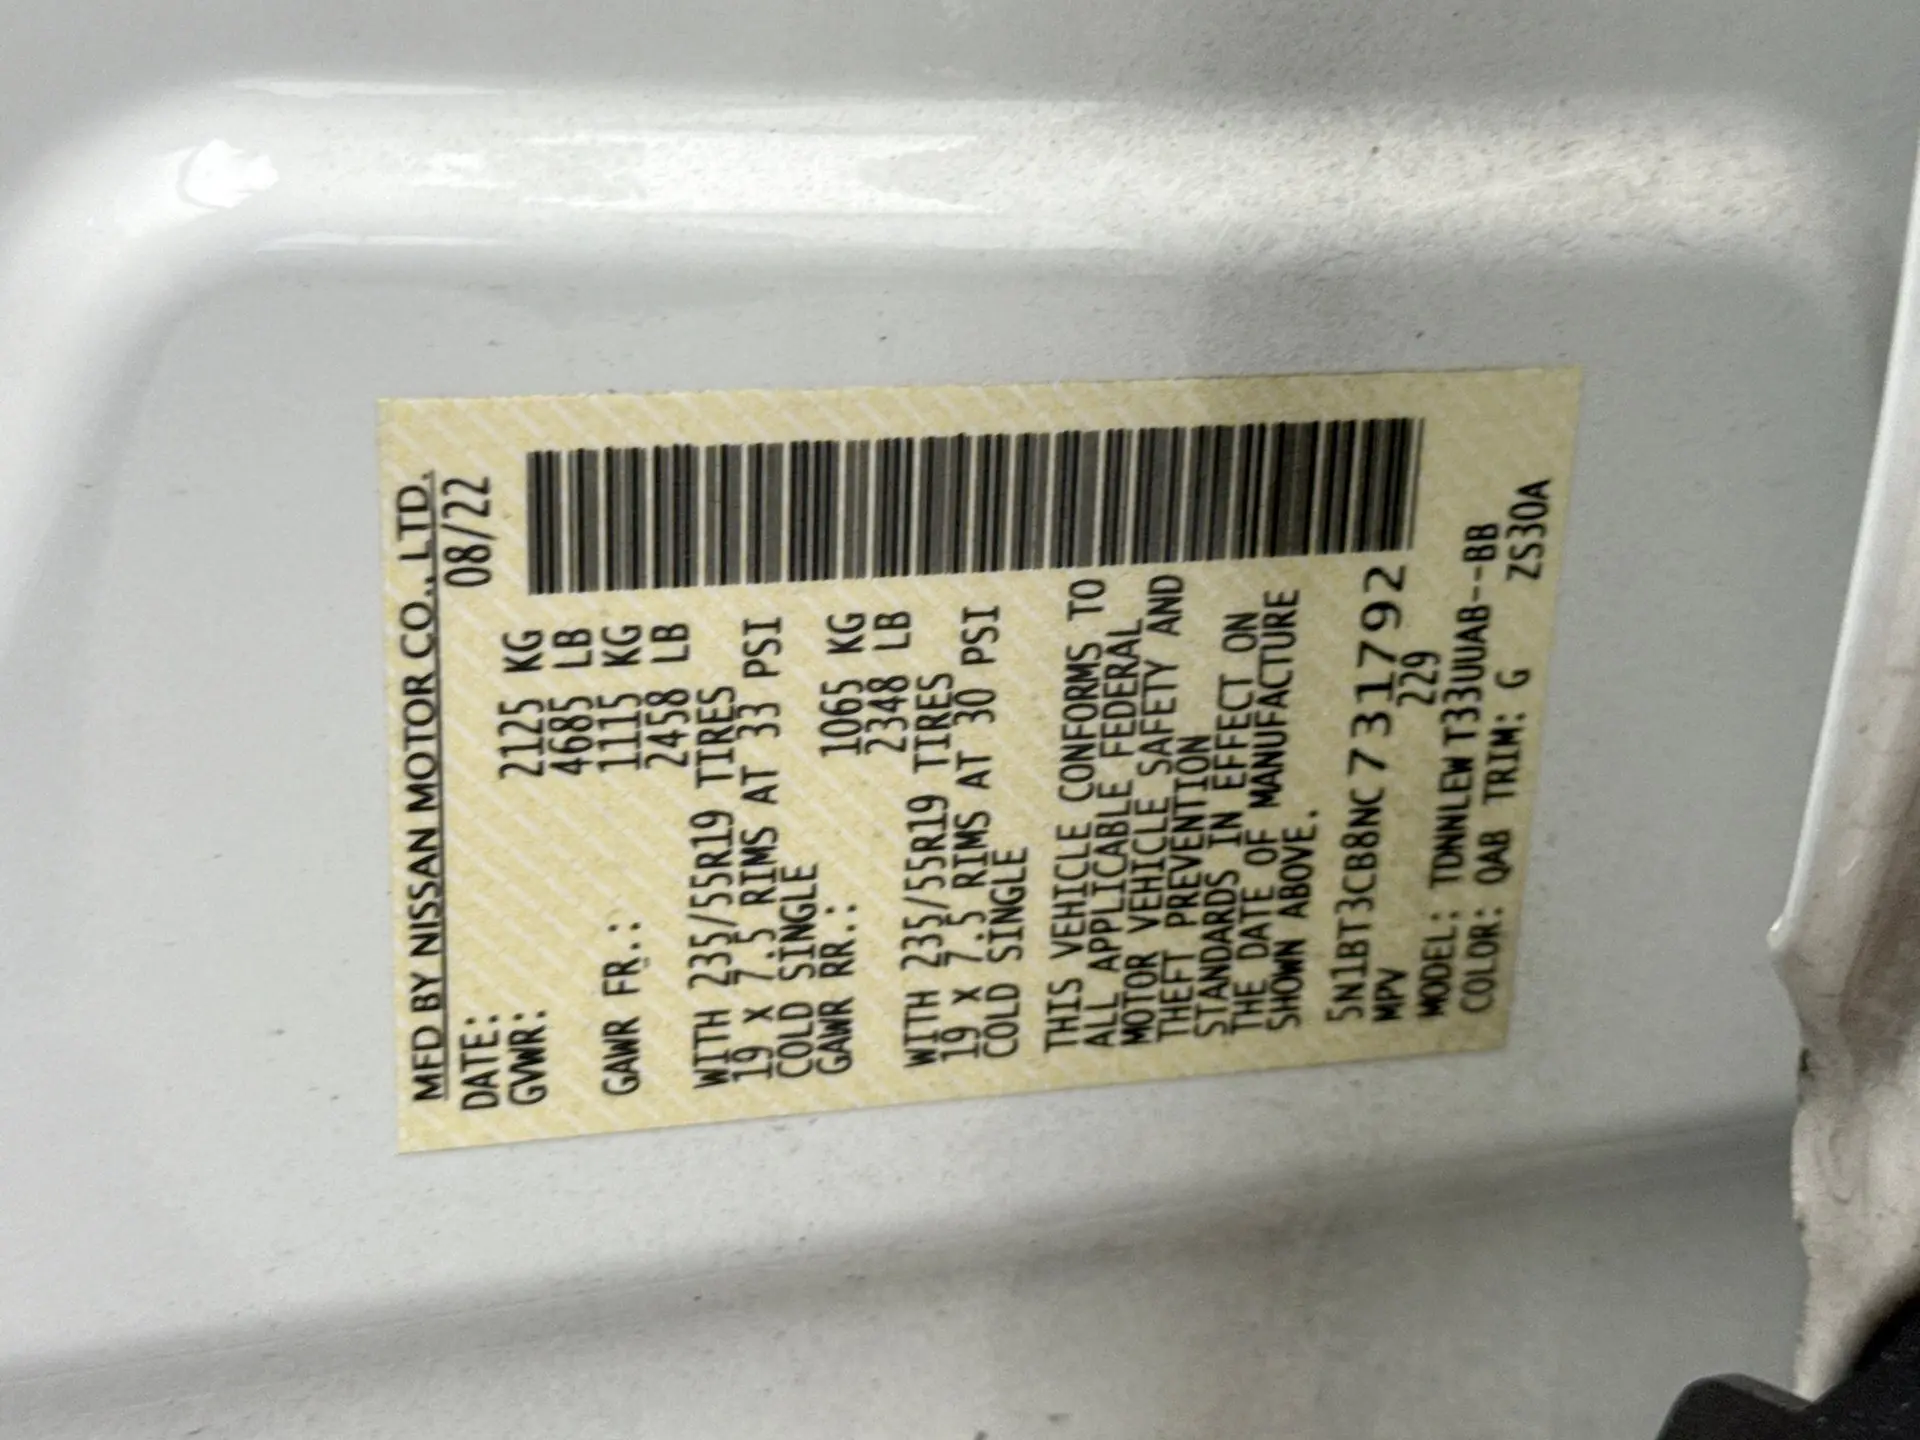 MFD BY NISSAN MOTOR CO., LTD.
DATE: 08/22
GVWR: 2125 KG
4685 LB
GAWR FR.: 1115 KG
2458 LB
WITH 235/55R19 TIRES
19 X 7.5 RIMS AT 33 PSI
COLD SINGLE
GAWR RR.: 1065 KG
2348 LB
WITH 235/55R19 TIRES
19 X 7.5 RIMS AT 30 PSI
COLD SINGLE
THIS VEHICLE CONFORMS TO
ALL APPLICABLE FEDERAL
MOTOR VEHICLE SAFETY AND
THEFT PREVENTION
STANDARDS IN EFFECT ON
THE DATE OF MANUFACTURE
SHOWN ABOVE.
5N1BT3CB8NC731792
MPV 229
MODEL: TDNNLEWT33UUAB--BB
COLOR: QAB TRIM: G ZS30A